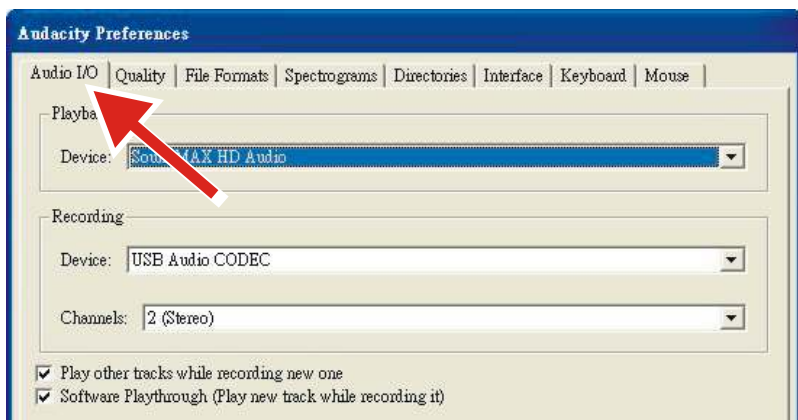 Audacity Preferences
Audio I/O Quality File Formats Spectrograms Directories Interface Keyboard Mouse
Device: HD Audio
Recording
Device: USB Audio CODEC
Channels: 2 (Stereo)
Play other tracks while recording new one
Software Playthrough (Play new track while recording it)